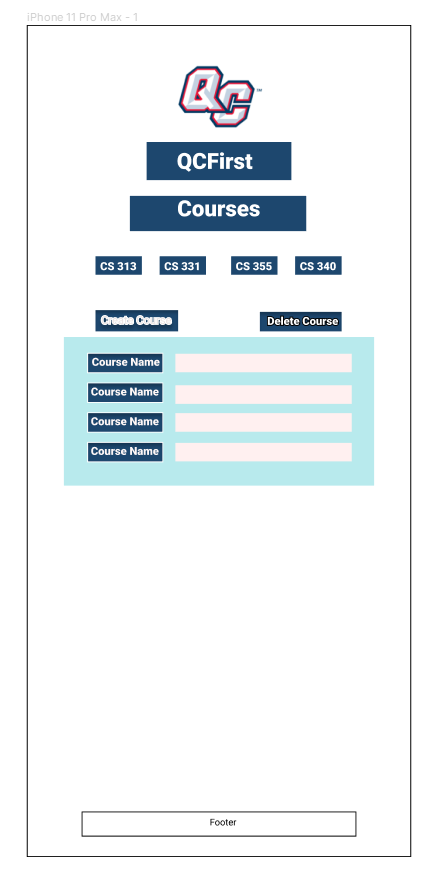 iPhone 11 Pro Max - 1
QC™
QCFirst
Courses
CS 313 CS 331 CS 355 CS 340
Create Course Delete Course
Course Name
Course Name
Course Name
Course Name
Footer